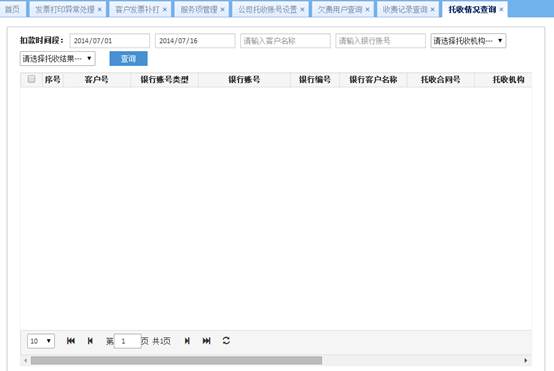 首页 发票打印异常处理 × 客户发票补打 × 服务项管理 × 公司托收账号设置 × 欠费用户查询 × 收费记录查询 × 托收情况查询 ×
扣款时间段： 2014/07/01 2014/07/16 请输入客户名称 请输入银行账号 请选择托收机构---
请选择托收结果--- 查询
序号 客户号 银行账号类型 银行账号 银行编号 银行客户名称 托收合同号 托收机构
10 第 1 页 共1页